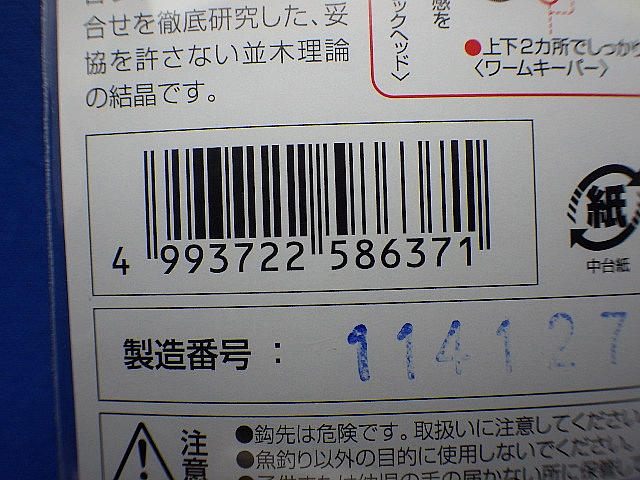 合せを徹底研究した、妥
協を許さない並木理論
の結晶です。
ックヘッド〉
感を
●上下2カ所でしっかり
〈ワームキーパー〉
4 993722 586371
紙
中台紙
製造番号 : 114127
注意
●鈎先は危険です。取扱いに注意してください
●魚釣り以外の目的に使用しないでください